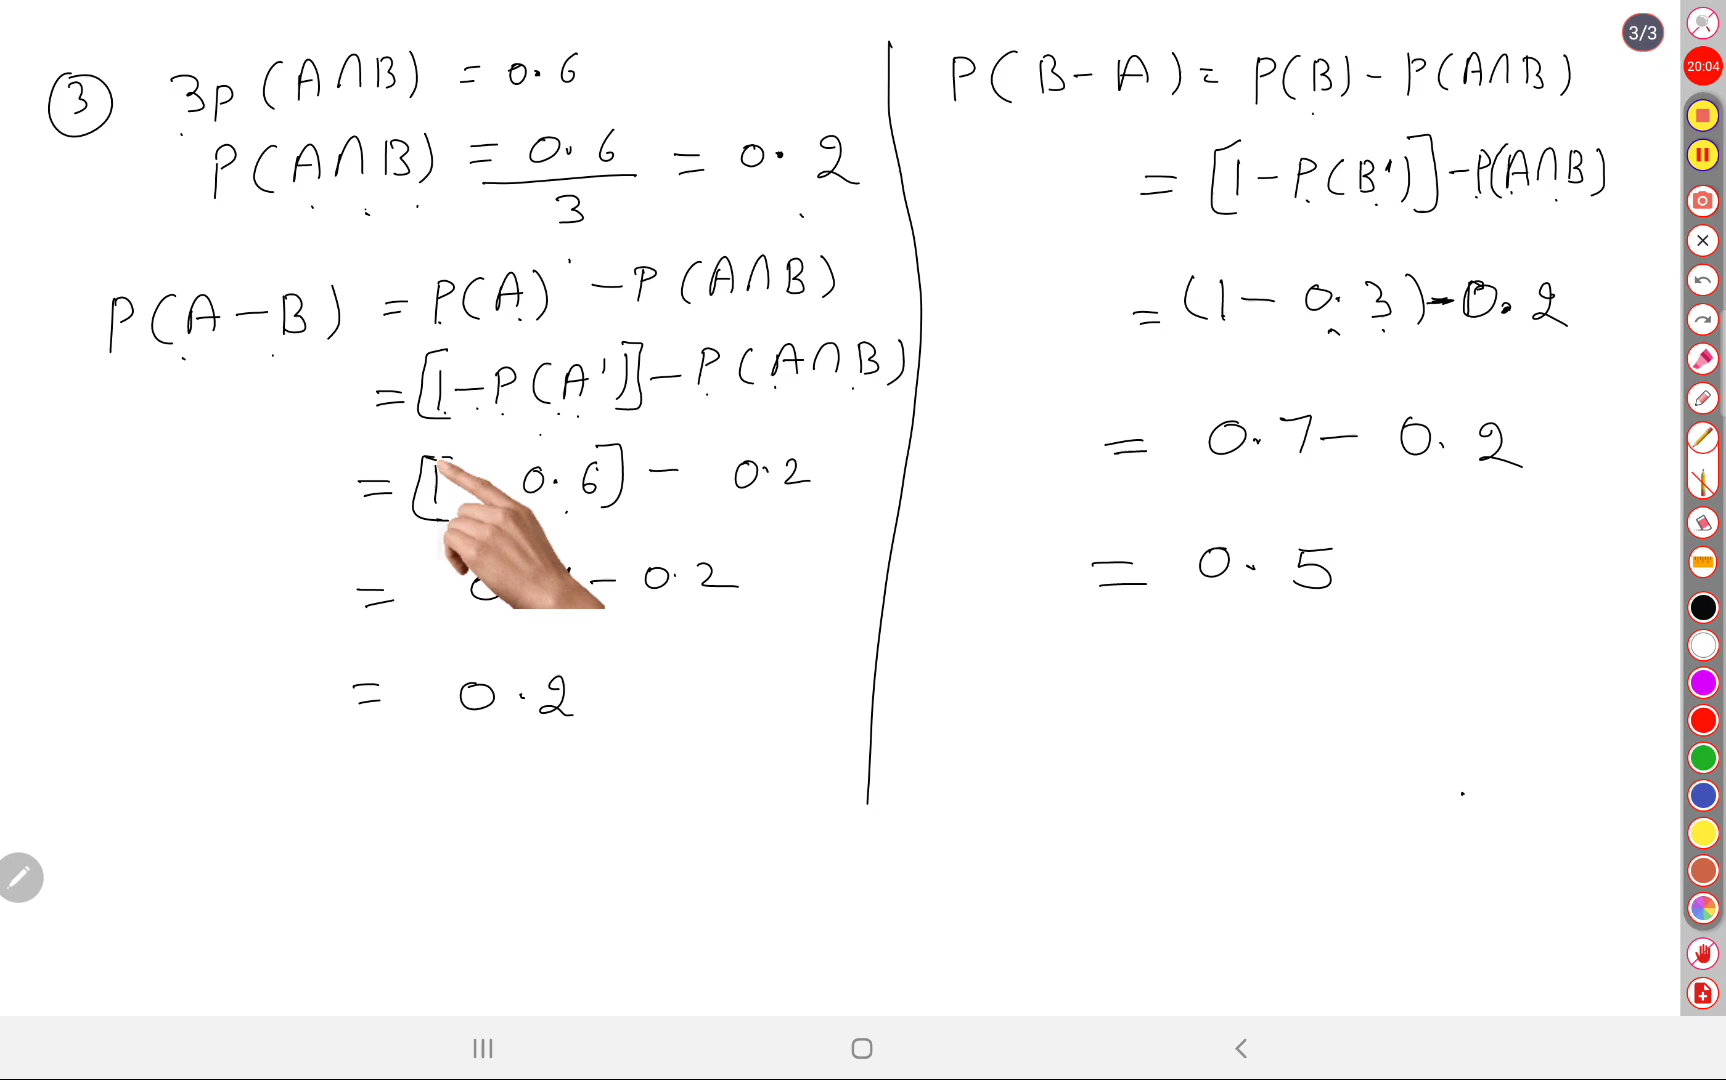 3/3
20:04
3 3p(A∩B) = 0.6
P(A∩B) = 0.6/3 = 0.2
P(A-B) = P(A) - P(A∩B)
= [1-P(A')] - P(A∩B)
= [1 0.6] - 0.2
= - 0.2
= 0.2
P(B-A) = P(B) - P(A∩B)
= [1-P(B')] - P(A∩B)
= (1-0.3) - 0.2
= 0.7 - 0.2
= 0.5